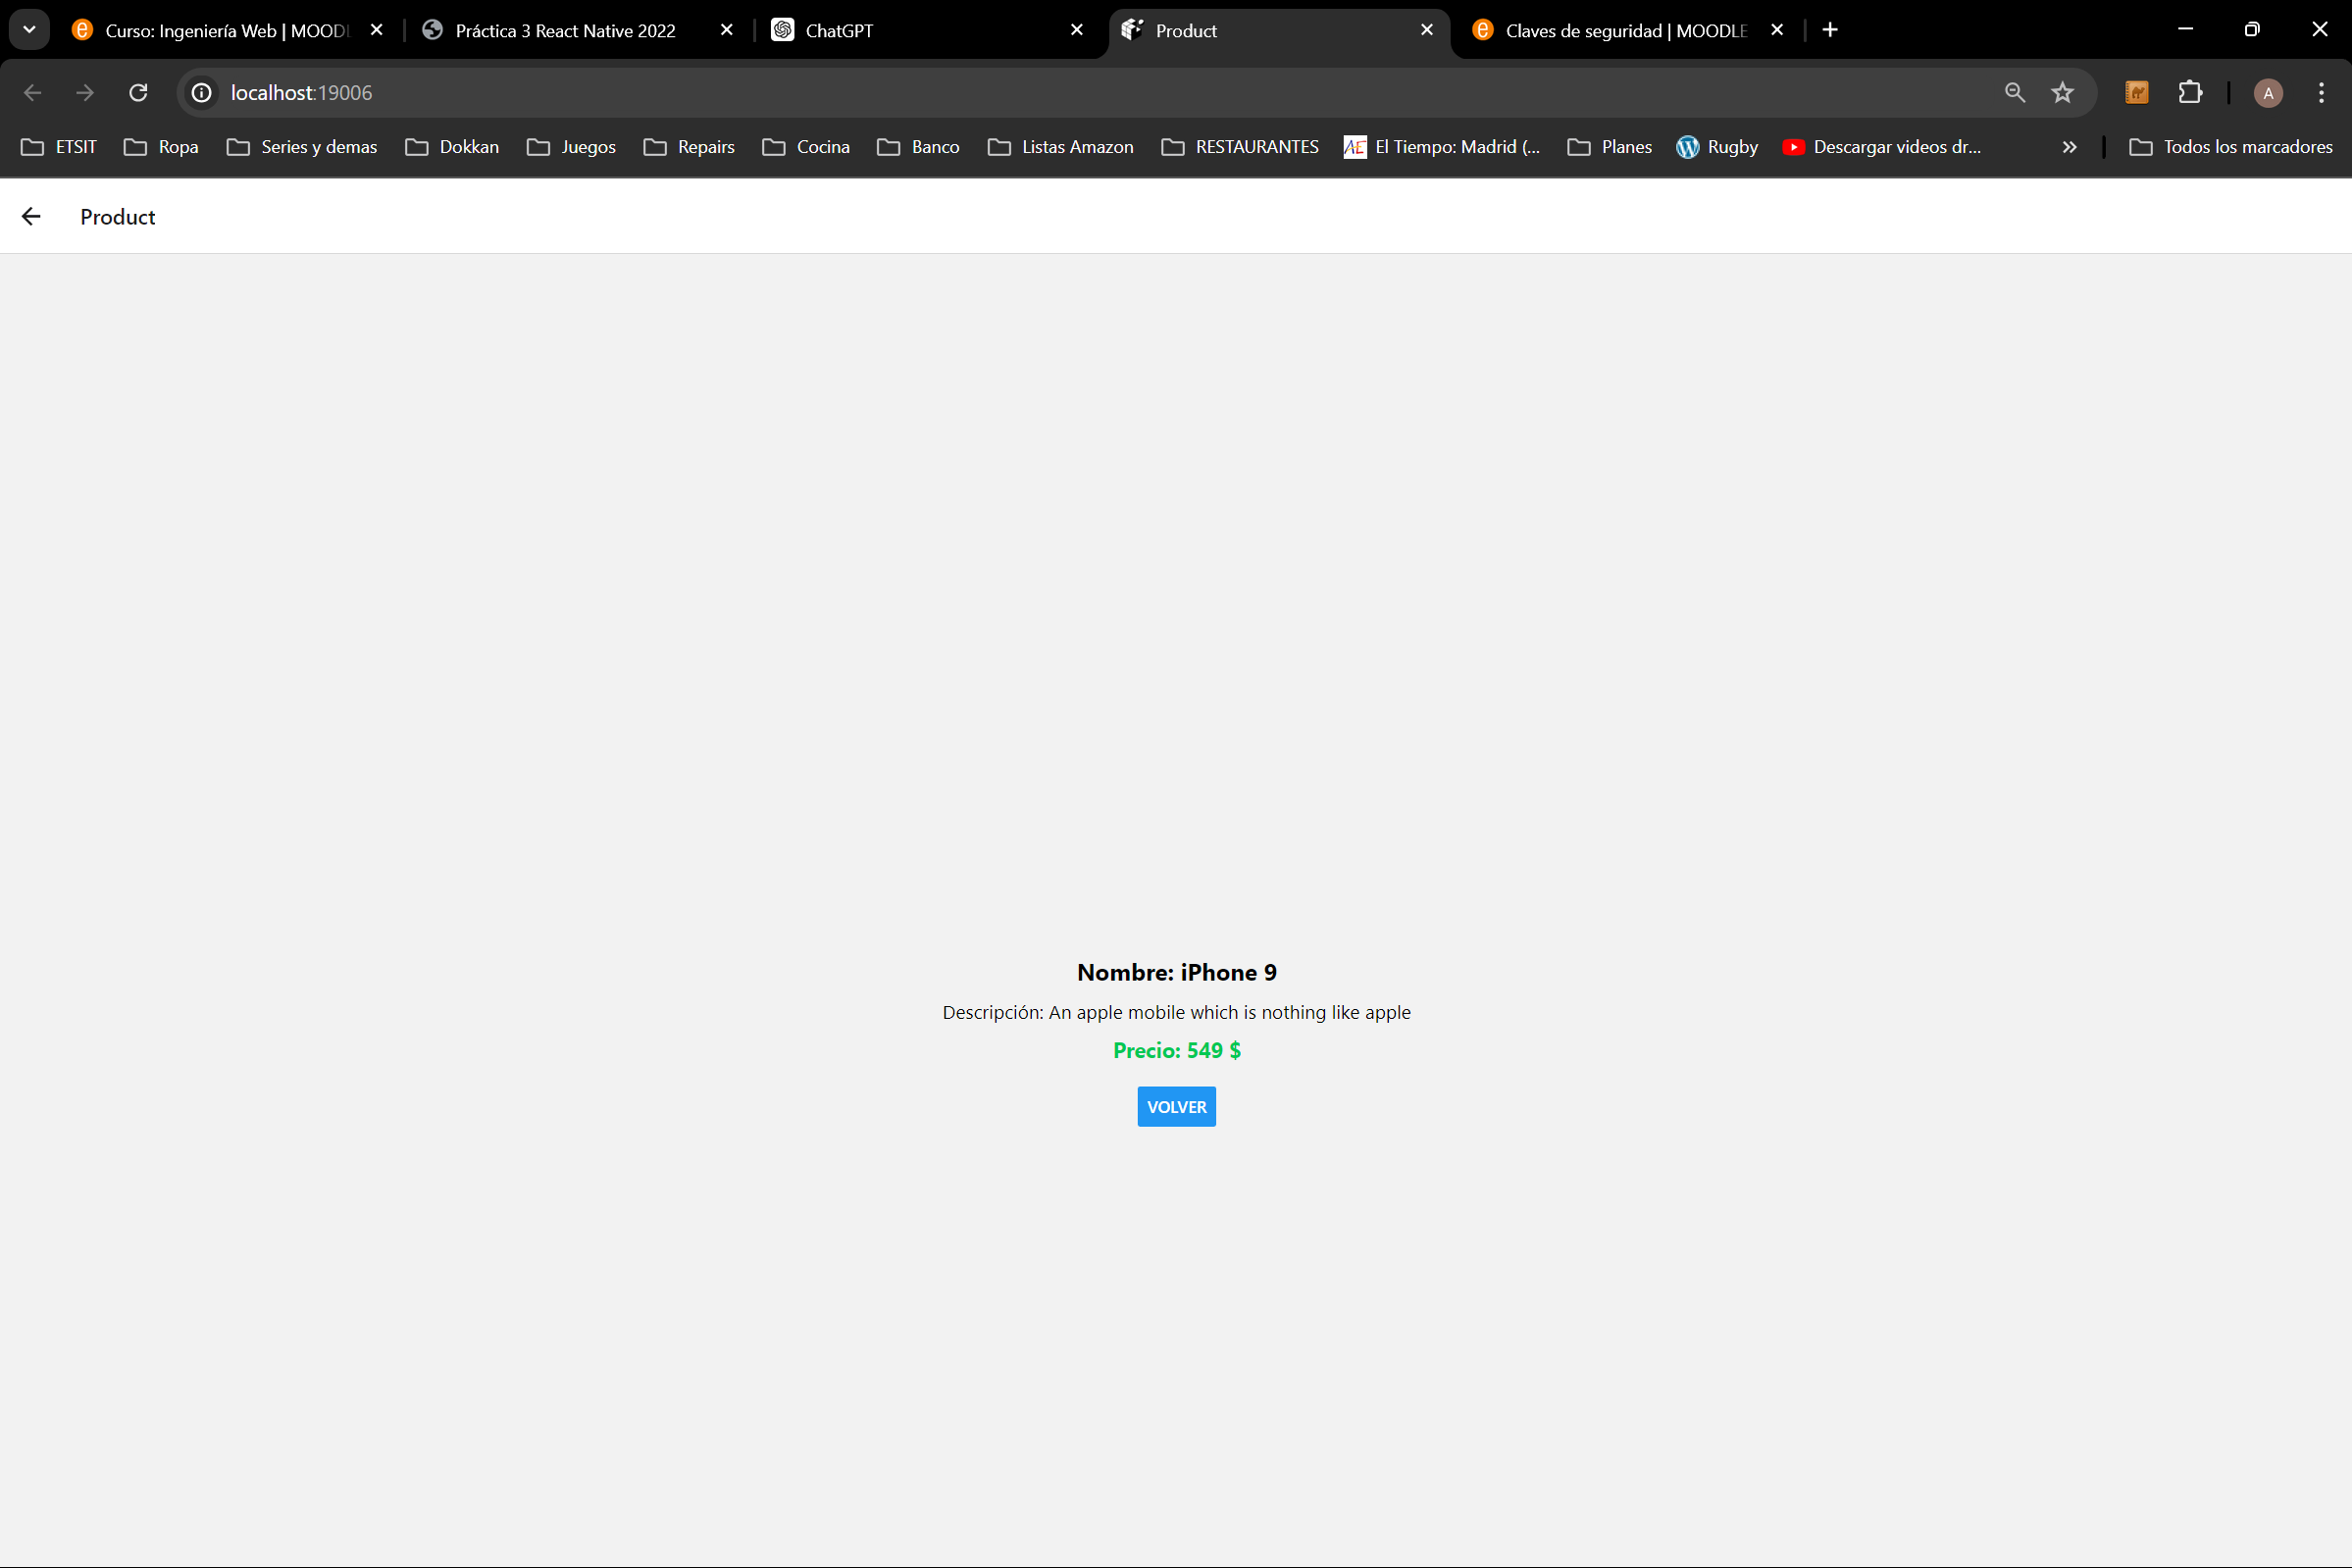 Curso: Ingeniería Web | MOODL
Práctica 3 React Native 2022
ChatGPT
Product
Claves de seguridad | MOODLE
localhost:19006
A
ETSIT
Ropa
Series y demas
Dokkan
Juegos
Repairs
Cocina
Banco
Listas Amazon
RESTAURANTES
AE El Tiempo: Madrid (...
Planes
Rugby
Descargar videos dr...
Todos los marcadores
Product
Nombre: iPhone 9
Descripción: An apple mobile which is nothing like apple
Precio: 549 $
VOLVER